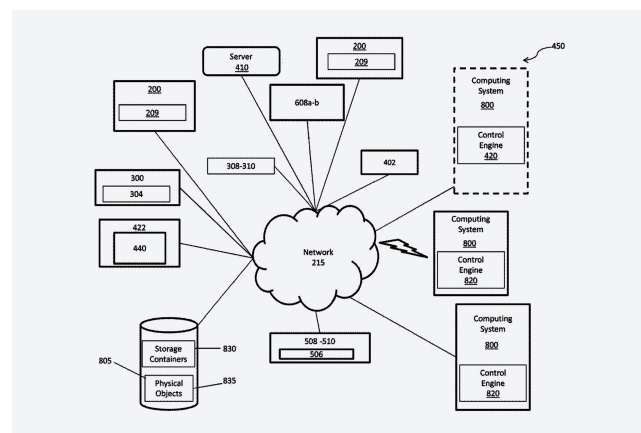 Server
410
200
209
200
209
608a-b
450
Computing
System
800
Control
Engine
420
308-310
402
300
304
422
440
Network
215
Computing
System
800
Control
Engine
820
508 -510
506
Computing
System
800
Control
Engine
820
Storage
Containers
830
805
Physical
Objects
835